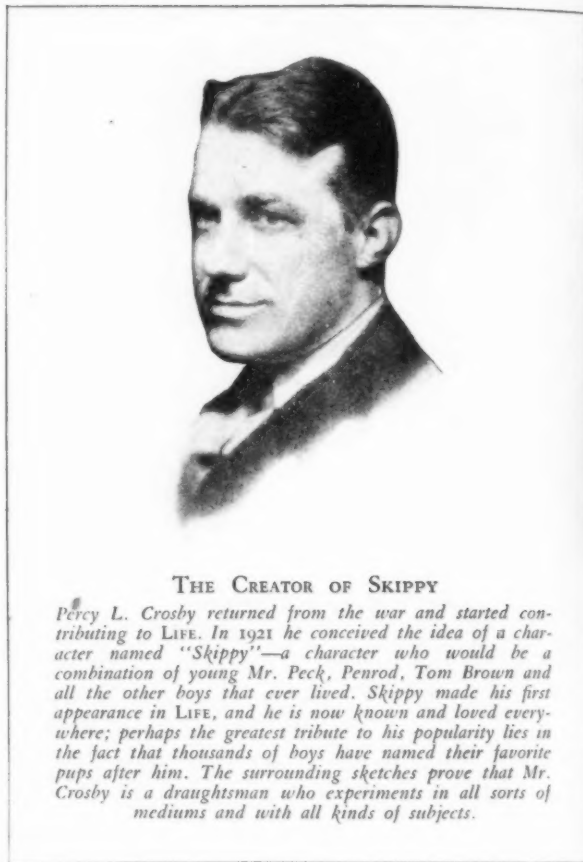 THE CREATOR OF SKIPPY
Percy L. Crosby returned from the war and started con-
tributing to LIFE. In 1921 he conceived the idea of a char-
acter named "Skippy"—a character who would be a
combination of young Mr. Peck, Penrod, Tom Brown and
all the other boys that ever lived. Skippy made his first
appearance in LIFE, and he is now known and loved every-
where; perhaps the greatest tribute to his popularity lies in
the fact that thousands of boys have named their favorite
pups after him. The surrounding sketches prove that Mr.
Crosby is a draughtsman who experiments in all sorts of
mediums and with all kinds of subjects.